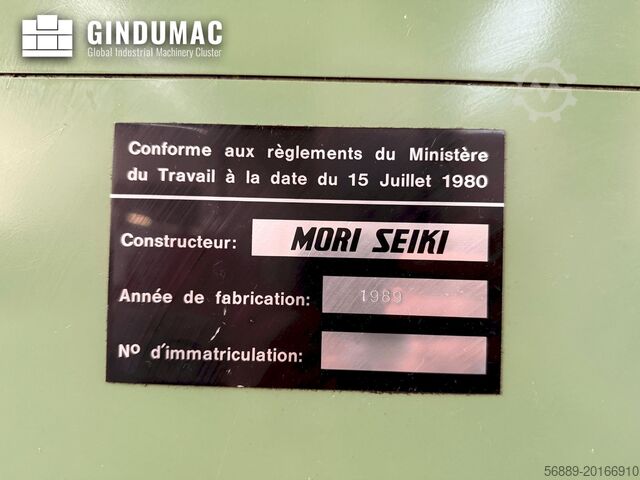 GINDUMAC
Global Industrial Machinery Cluster
Conforme aux règlements du Ministère
du Travail à la date du 15 Juillet 1980
Constructeur: MORI SEIKI
Année de fabrication: 1989
Nº d'immatriculation:
56889-20166910